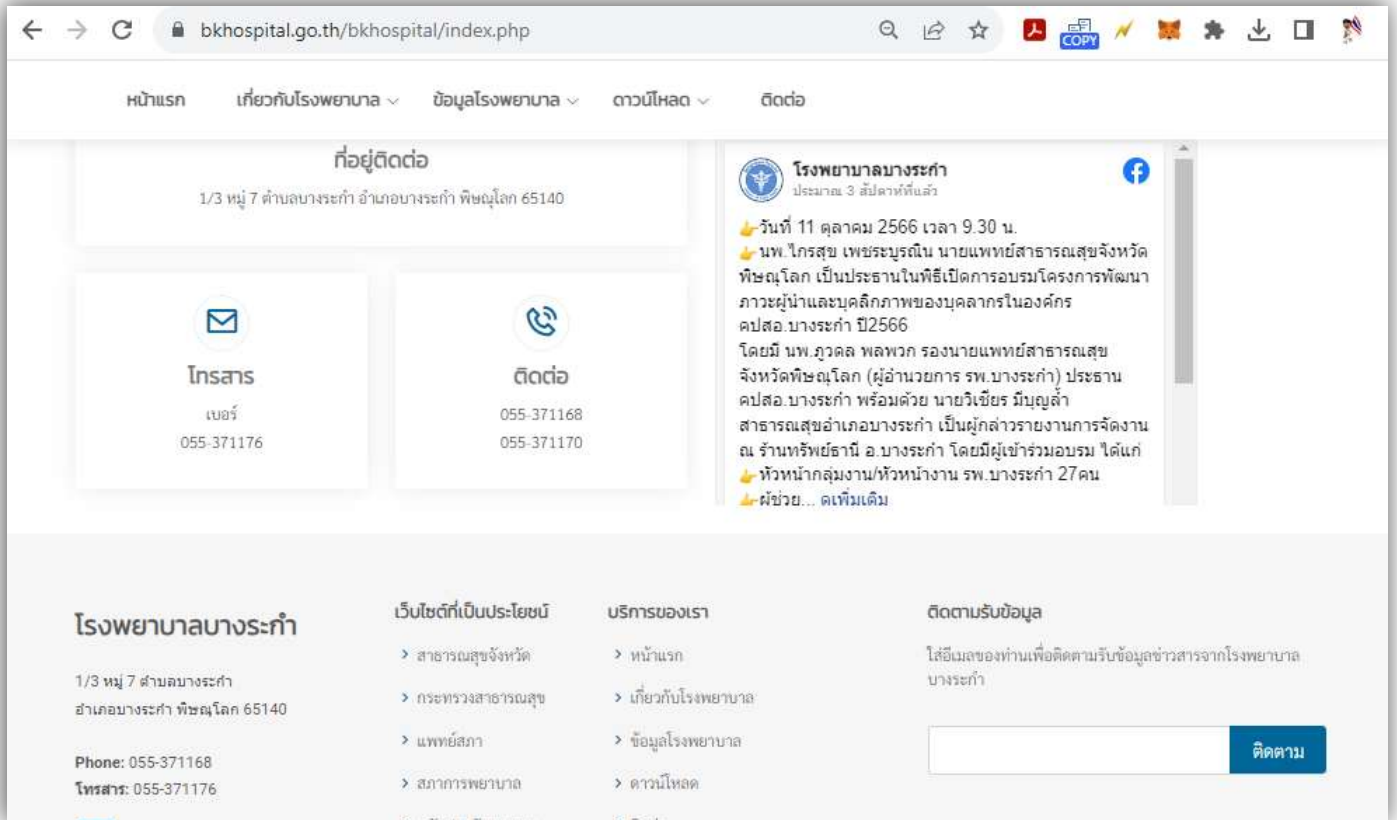 bkhospital.go.th/bkhospital/index.php
COPY
หน้าแรก เกี่ยวกับโรงพยาบาล ข้อมูลโรงพยาบาล ดาวน์โหลด ติดต่อ
ที่อยู่ติดต่อ
1/3 หมู่ 7 ตำบลบางระกำ อำเภอบางระกำ พิษณุโลก 65140
โทรสาร
เบอร์
055-371176
ติดต่อ
055-371168
055-371170
โรงพยาบาลบางระกำ
ประมาณ 3 สัปดาห์ที่แล้ว
👉วันที่ 11 ตุลาคม 2566 เวลา 9.30 น.
👉นพ.ไกรสุข เพชระบูรณิน นายแพทย์สาธารณสุขจังหวัด
พิษณุโลก เป็นประธานในพิธีเปิดการอบรมโครงการพัฒนา
ภาวะผู้นำและบุคลิกภาพของบุคลากรในองค์กร
คปสอ.บางระกำ ปี2566
โดยมี นพ.ภูวดล พลพวก รองนายแพทย์สาธารณสุข
จังหวัดพิษณุโลก (ผู้อำนวยการ รพ.บางระกำ) ประธาน
คปสอ.บางระกำ พร้อมด้วย นายวิเชียร มีบุญล้ำ
สาธารณสุขอำเภอบางระกำ เป็นผู้กล่าวรายงานการจัดงาน
ณ ร้านทรัพย์ธานี อ.บางระกำ โดยมีผู้เข้าร่วมอบรม ได้แก่
👉หัวหน้ากลุ่มงาน/หัวหน้างาน รพ.บางระกำ 27คน
👉ผู้ช่วย... ดูเพิ่มเติม
โรงพยาบาลบางระกำ
1/3 หมู่ 7 ตำบลบางระกำ
อำเภอบางระกำ พิษณุโลก 65140
Phone: 055-371168
โทรสาร: 055-371176
เว็บไซต์ที่เป็นประโยชน์
สาธารณสุขจังหวัด
กระทรวงสาธารณสุข
แพทย์สภา
สภาการพยาบาล
บริการของเรา
หน้าแรก
เกี่ยวกับโรงพยาบาล
ข้อมูลโรงพยาบาล
ดาวน์โหลด
ติดตามรับข้อมูล
ใส่อีเมลของท่านเพื่อติดตามรับข้อมูลข่าวสารจากโรงพยาบาล
บางระกำ
ติดตาม